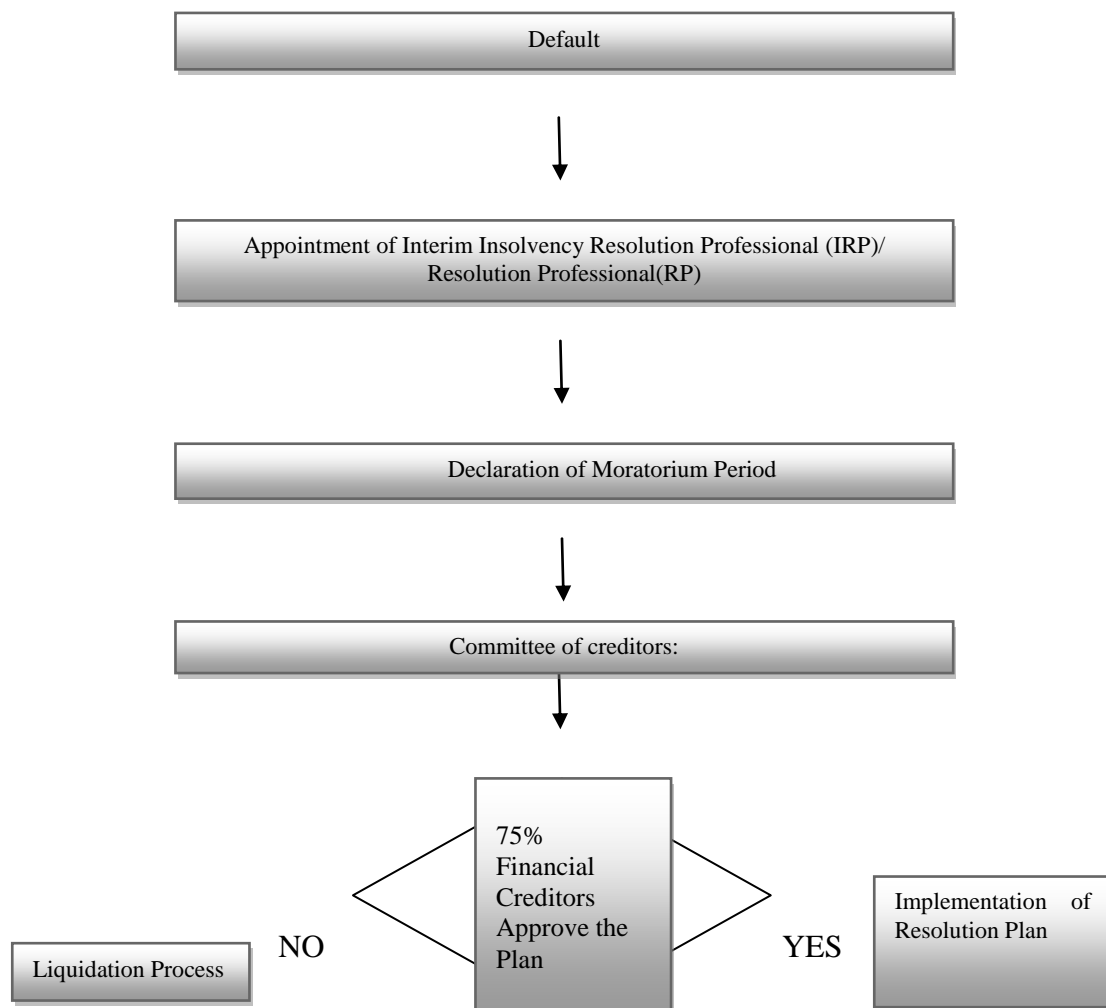 Default
Appointment of Interim Insolvency Resolution Professional (IRP)/
Resolution Professional(RP)
Declaration of Moratorium Period
Committee of creditors:
75%
Financial
Creditors
Approve the
Plan
NO
YES
Liquidation Process
Implementation of
Resolution Plan